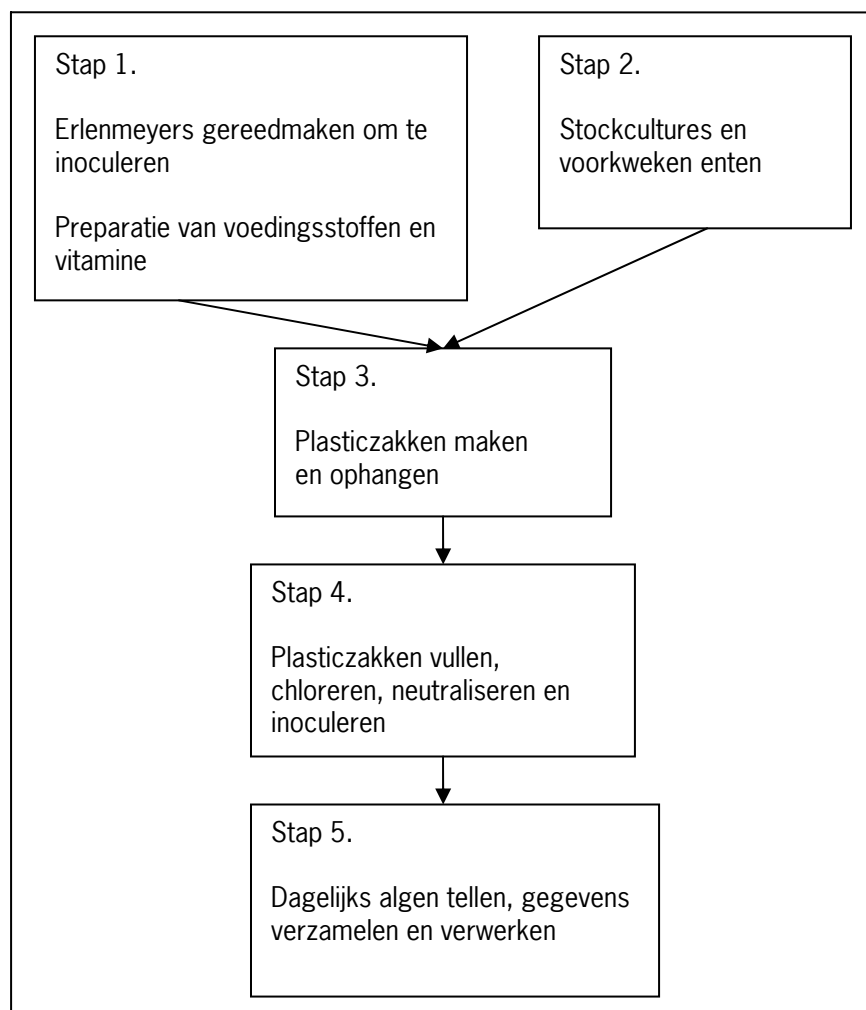 Stap 1.
Erlenmeyers gereedmaken om te
inoculeren
Preparatie van voedingsstoffen en
vitamine
Stap 2.
Stockcultures en
voorkweken enten
Stap 3.
Plasticzakken maken
en ophangen
Stap 4.
Plasticzakken vullen,
chloreren, neutraliseren en
inoculeren
Stap 5.
Dagelijks algen tellen, gegevens
verzamelen en verwerken